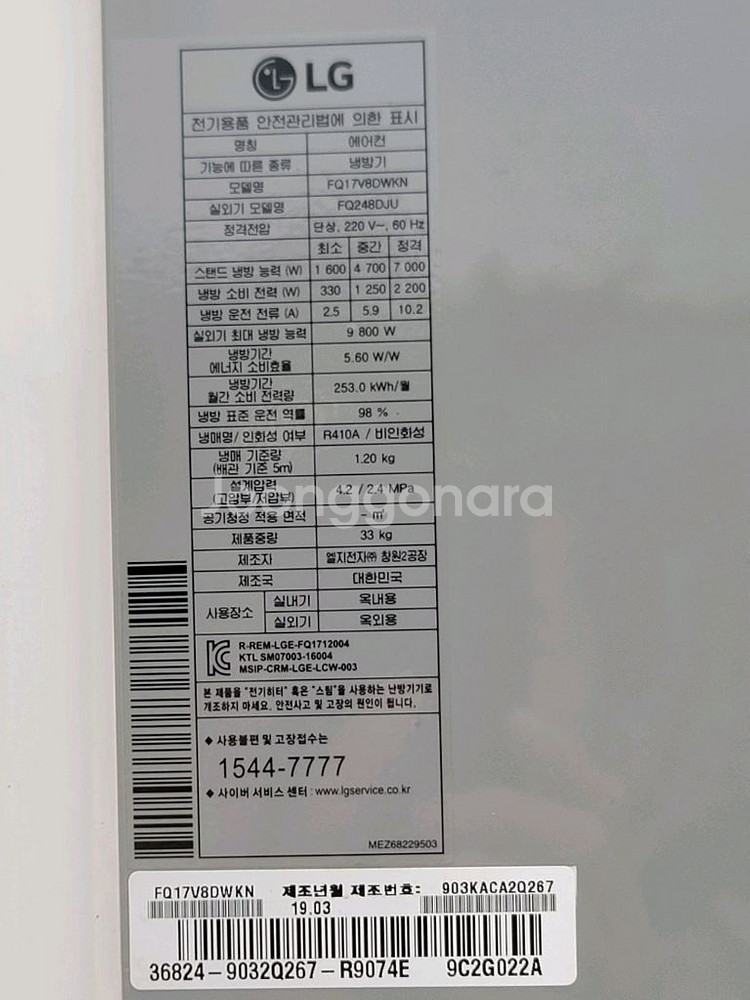 LG
전기용품 안전관리법에 의한 표시
명칭 에어컨
기능에 따른 종류 냉방기
모델명 FQ17V8DWKN
실외기 모델명 FQ248DJU
정격전압 단상, 220 V~, 60 Hz
최소 중간 정격
스탠드 냉방 능력 (W) 1 600 4 700 7 000
냉방 소비 전력 (W) 330 1 250 2 200
냉방 운전 전류 (A) 2.5 5.9 10.2
실외기 최대 냉방 능력 9 800 W
냉방기간
에너지 소비효율 5.60 W/W
냉방기간
월간 소비 전력량 253.0 kWh/월
냉방 표준 운전 역률 98 %
냉매명/ 인화성 여부 R410A / 비인화성
냉매 기준량
(배관 기준 5m) 1.20 kg
설계압력
(고압부/저압부) 4.2 / 2.4 MPa
Joonggonara
공기청정 적용 면적 - ㎡
제품중량 33 kg
제조자 엘지전자㈜ 창원2공장
제조국 대한민국
사용장소 실내기 옥내용
실외기 옥외용
R-REM-LGE-FQ1712004
KTL SM07003-16004
MSIP-CRM-LGE-LCW-003
본 제품을 "전기히터" 혹은 "스팀"을 사용하는 난방기기로
개조하지 마세요. 안전사고 및 고장의 원인이 됩니다.
◆ 사용불편 및 고장접수는
1544-7777
◆ 사이버 서비스 센터 : www.lgservice.co.kr
MEZ68229503
FQ17V8DWKN 제조년월 제조번호: 903KACA2Q267
19.03
36824-9032Q267-R9074E 9C2G022A